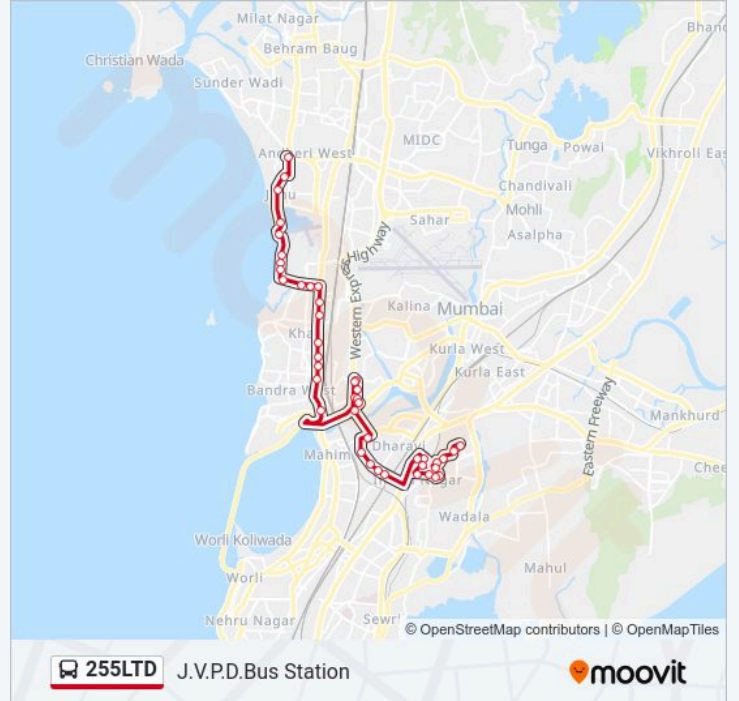 Milat Nagar
Bhand
Behram Baug
Christian Wada
Sunder Wadi
MIDC
Tunga
Powai
Andheri West
Vikhroli Eas
Chandivali
Mohli
Juhu
Sahar
Asalpha
Western Express Highway
Kalina
Mumbai
Kha
Kurla West
Kurla East
Bandra West
Eastern Freeway
Mankhurd
Dharavi
Mahim
Chee
Nagar
Wadala
Worli Koliwada
Mahul
Worli
Nehru Nagar
Sewri
© OpenStreetMap contributors | © OpenMapTiles
255LTD
J.V.P.D.Bus Station
moovit